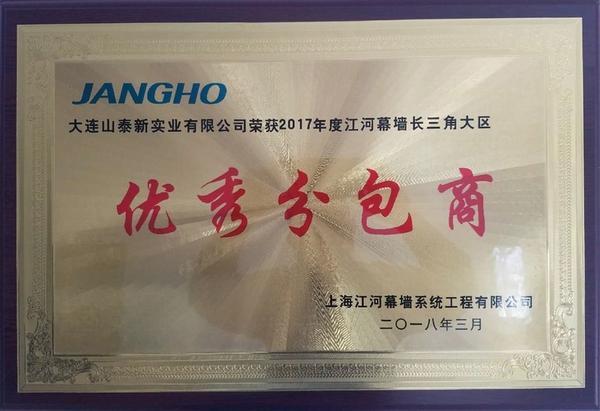 JANGHO
大连山泰新实业有限公司荣获2017年度江河幕墙长三角大区
优秀分包商
上海江河幕墙系统工程有限公司
二〇一八年三月